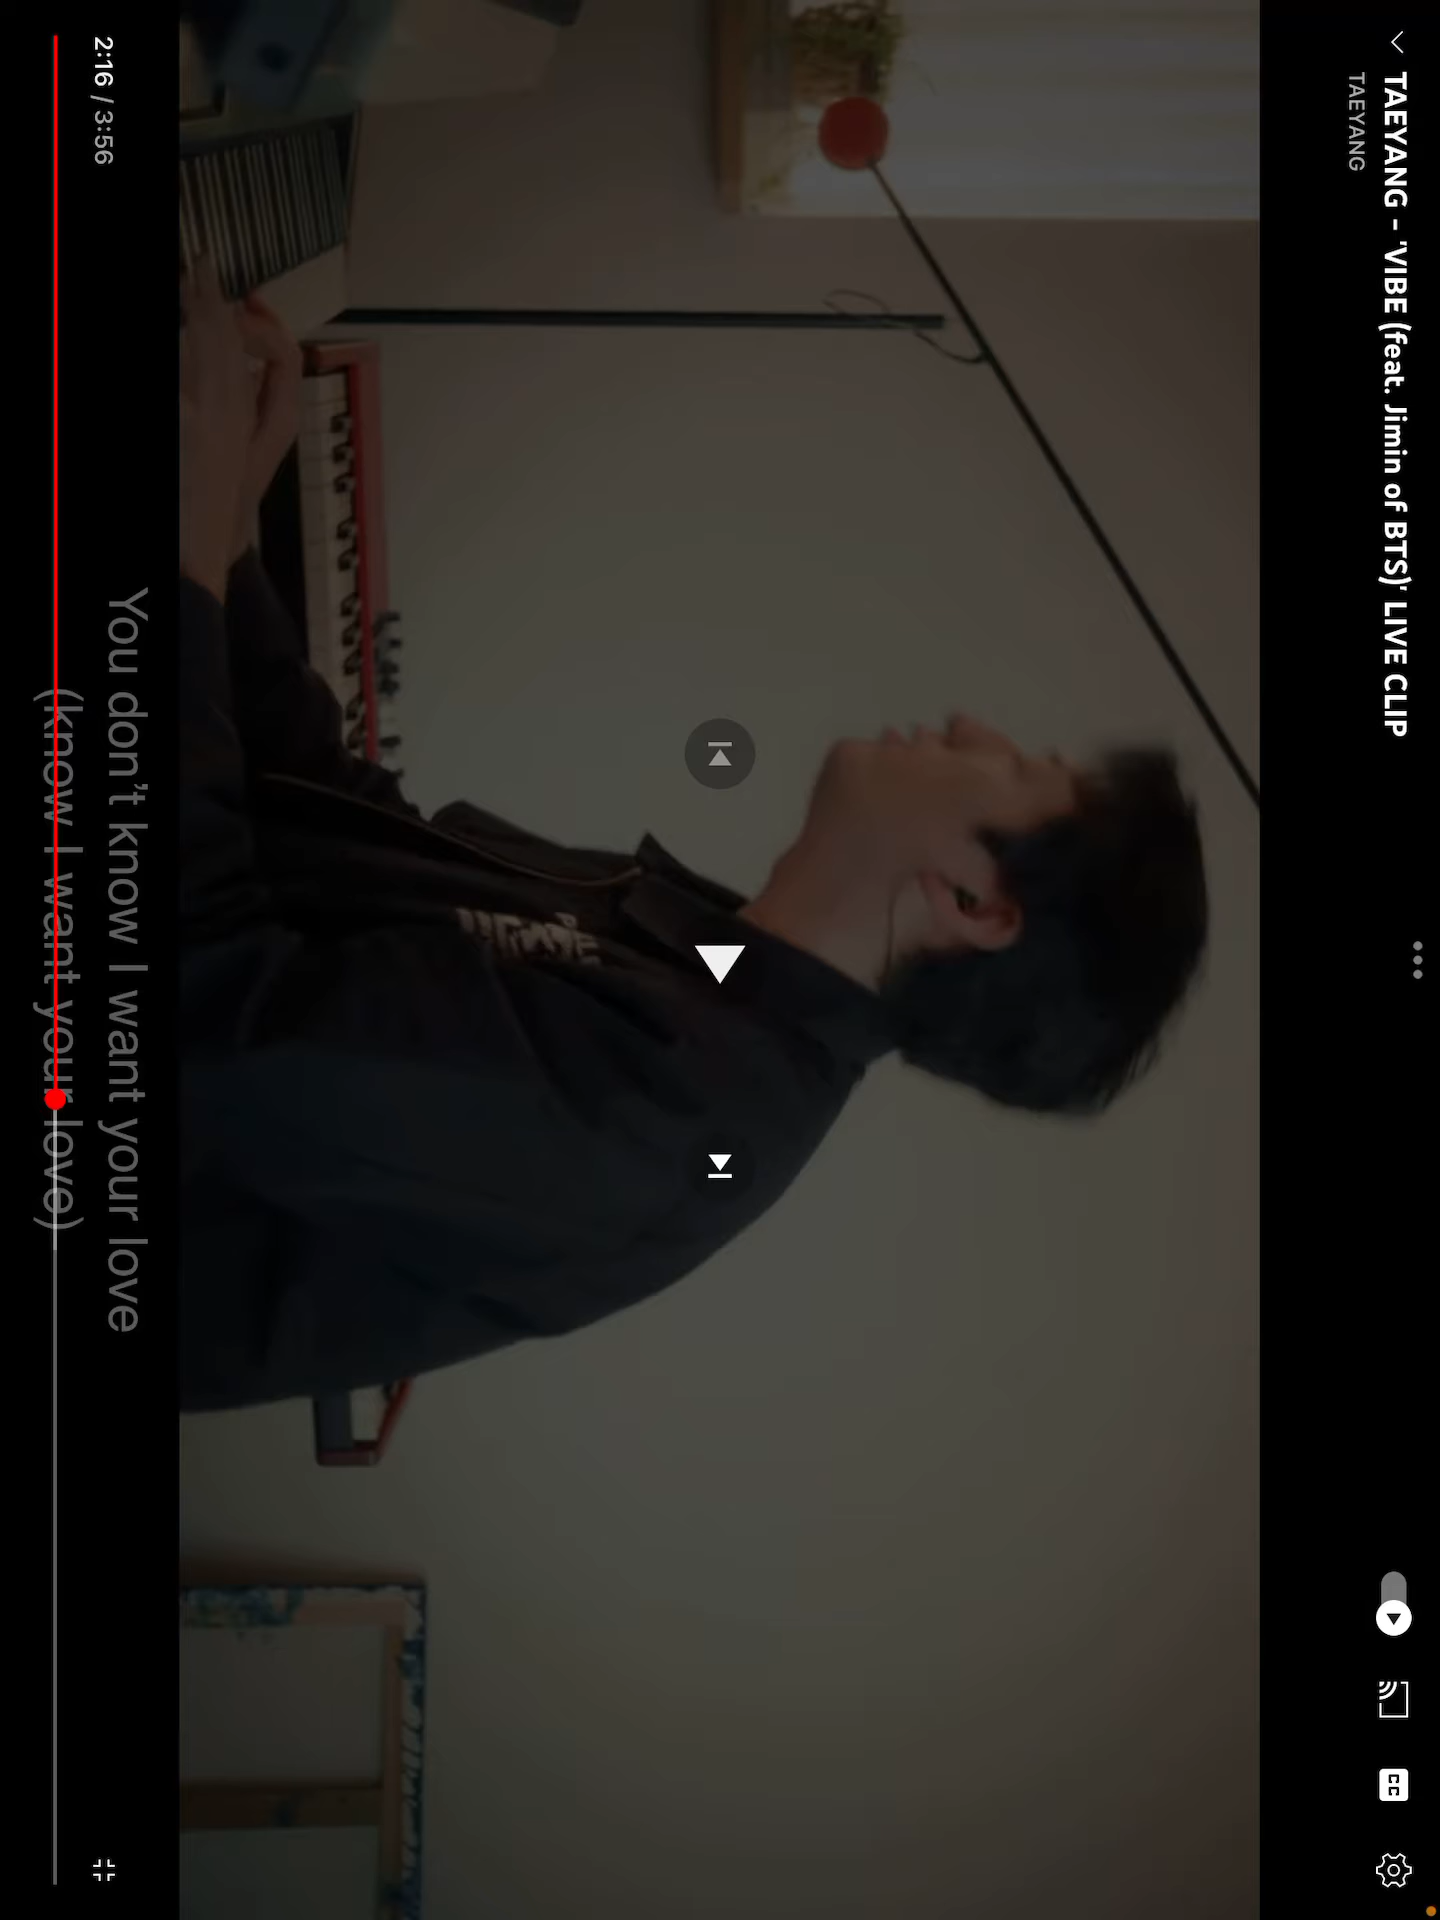 TAEYANG - 'VIBE (feat. Jimin of BTS)' LIVE CLIP
TAEYANG
CC
You don't know I want your love
(know I want your love)
2:16 / 3:56